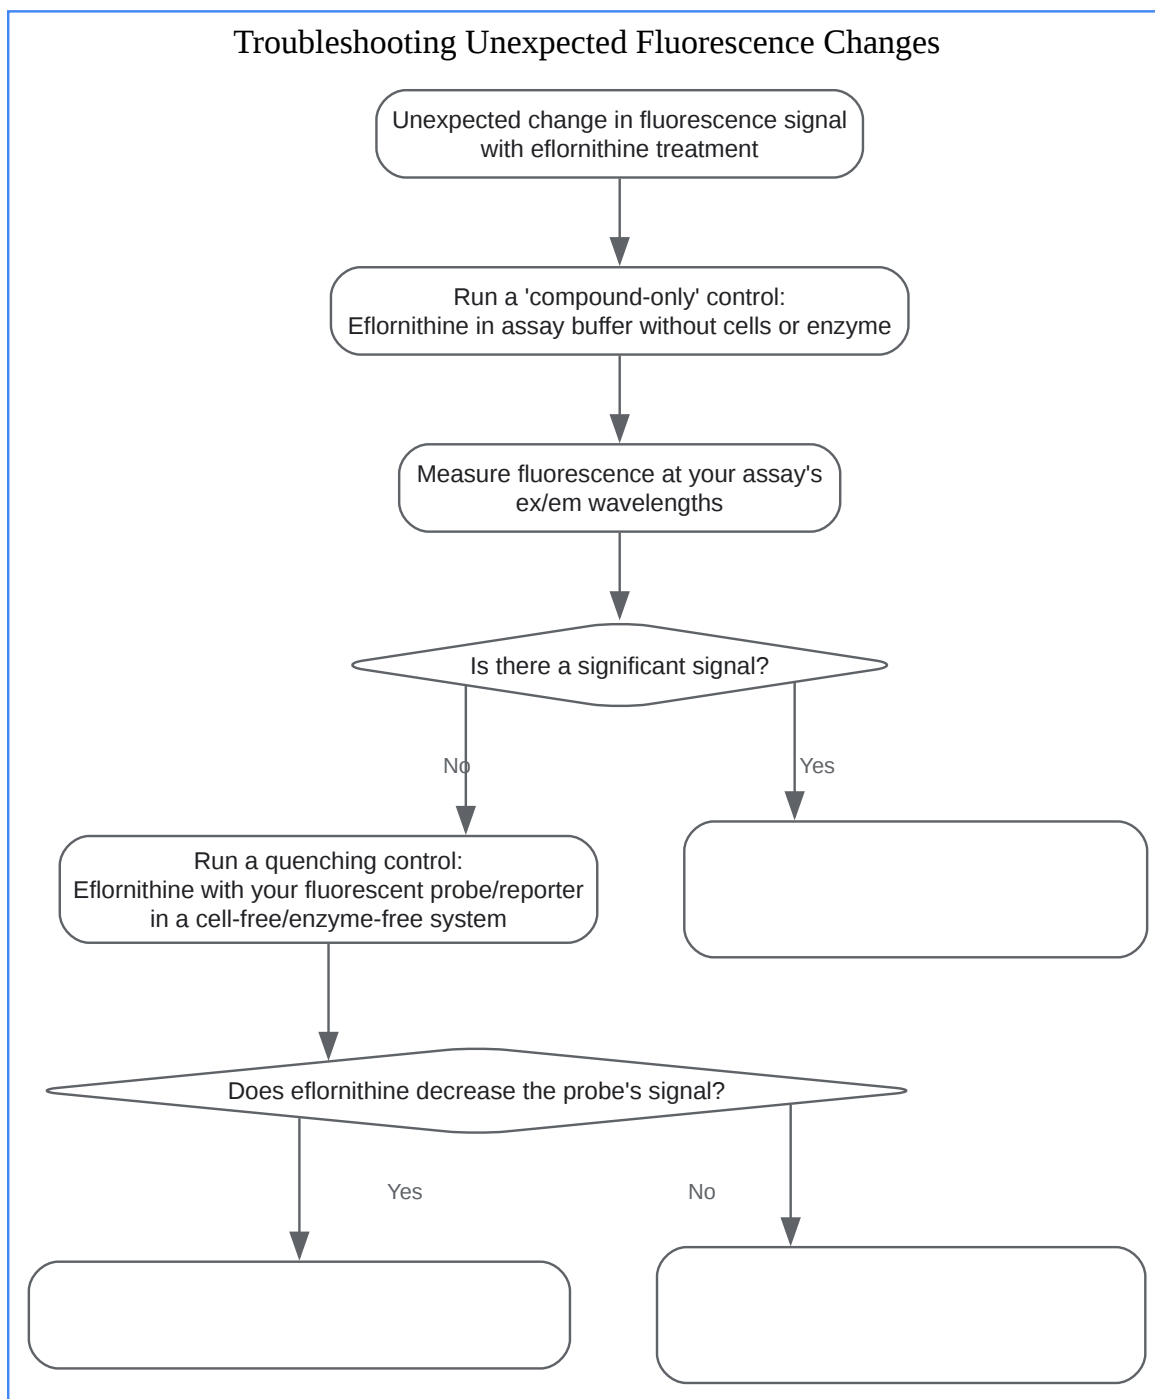 Troubleshooting Unexpected Fluorescence Changes
Unexpected change in fluorescence signal
with eflornithine treatment
Run a 'compound-only' control:
Eflornithine in assay buffer without cells or enzyme
Measure fluorescence at your assay's
ex/em wavelengths
Is there a significant signal?
No
Yes
Run a quenching control:
Eflornithine with your fluorescent probe/reporter
in a cell-free/enzyme-free system
Does eflornithine decrease the probe's signal?
Yes
No